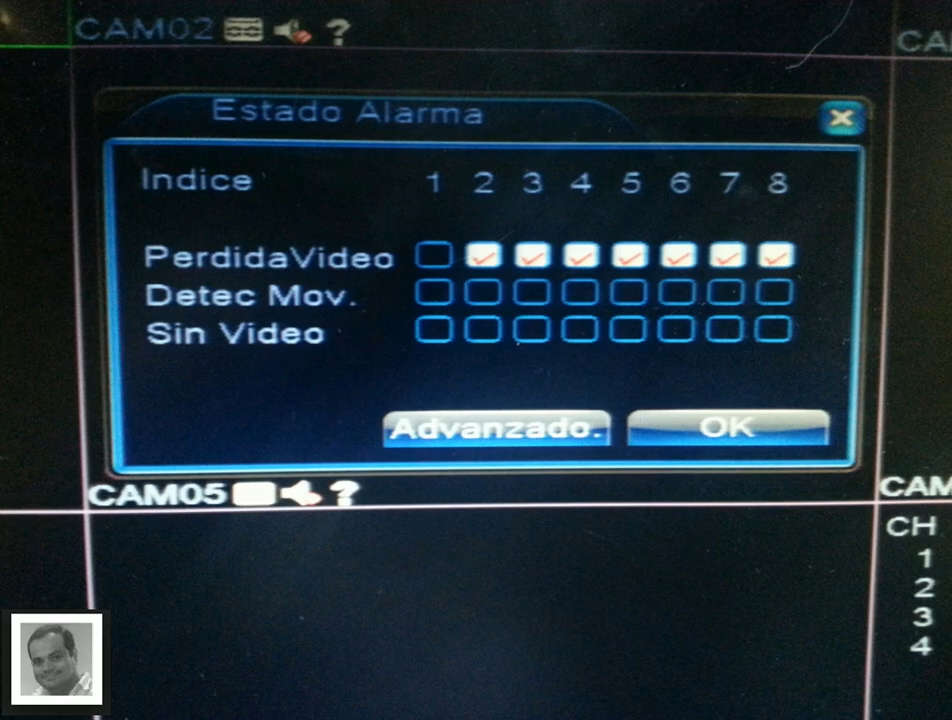 CAM02 ?
CA
Estado Alarma
Indice 1 2 3 4 5 6 7 8
PerdidaVideo
Detec Mov.
Sin Video
Advanzado. OK
CAM05 ?
CAM
CH
1
2
3
4